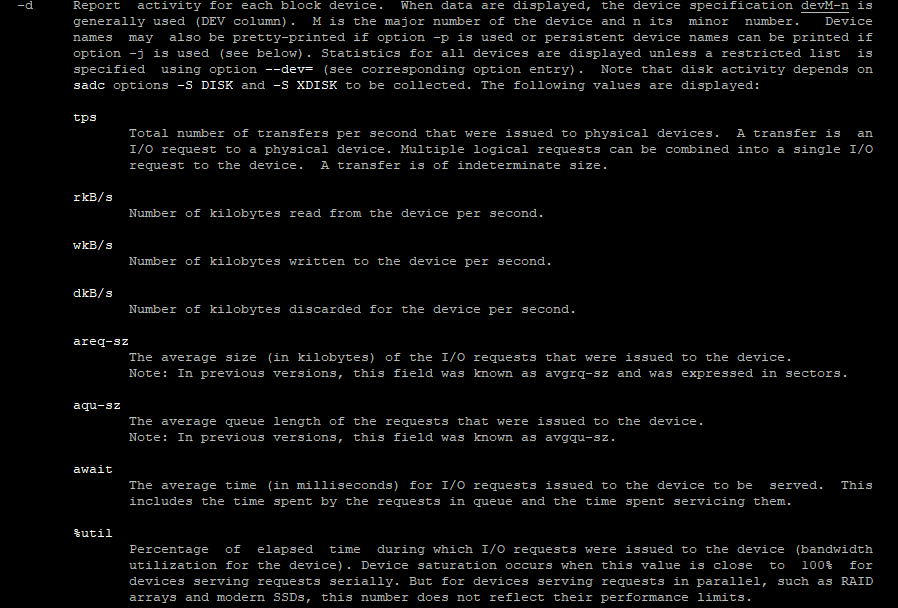 -d Report activity for each block device. When data are displayed, the device specification devM-n is
generally used (DEV column). M is the major number of the device and n its minor number. Device
names may also be pretty-printed if option -p is used or persistent device names can be printed if
option -j is used (see below). Statistics for all devices are displayed unless a restricted list is
specified using option --dev= (see corresponding option entry). Note that disk activity depends on
sadc options -S DISK and -S XDISK to be collected. The following values are displayed:
tps
Total number of transfers per second that were issued to physical devices. A transfer is an
I/O request to a physical device. Multiple logical requests can be combined into a single I/O
request to the device. A transfer is of indeterminate size.
rkB/s
Number of kilobytes read from the device per second.
wkB/s
Number of kilobytes written to the device per second.
dkB/s
Number of kilobytes discarded for the device per second.
areq-sz
The average size (in kilobytes) of the I/O requests that were issued to the device.
Note: In previous versions, this field was known as avgrq-sz and was expressed in sectors.
aqu-sz
The average queue length of the requests that were issued to the device.
Note: In previous versions, this field was known as avgqu-sz.
await
The average time (in milliseconds) for I/O requests issued to the device to be served. This
includes the time spent by the requests in queue and the time spent servicing them.
%util
Percentage of elapsed time during which I/O requests were issued to the device (bandwidth
utilization for the device). Device saturation occurs when this value is close to 100% for
devices serving requests serially. But for devices serving requests in parallel, such as RAID
arrays and modern SSDs, this number does not reflect their performance limits.